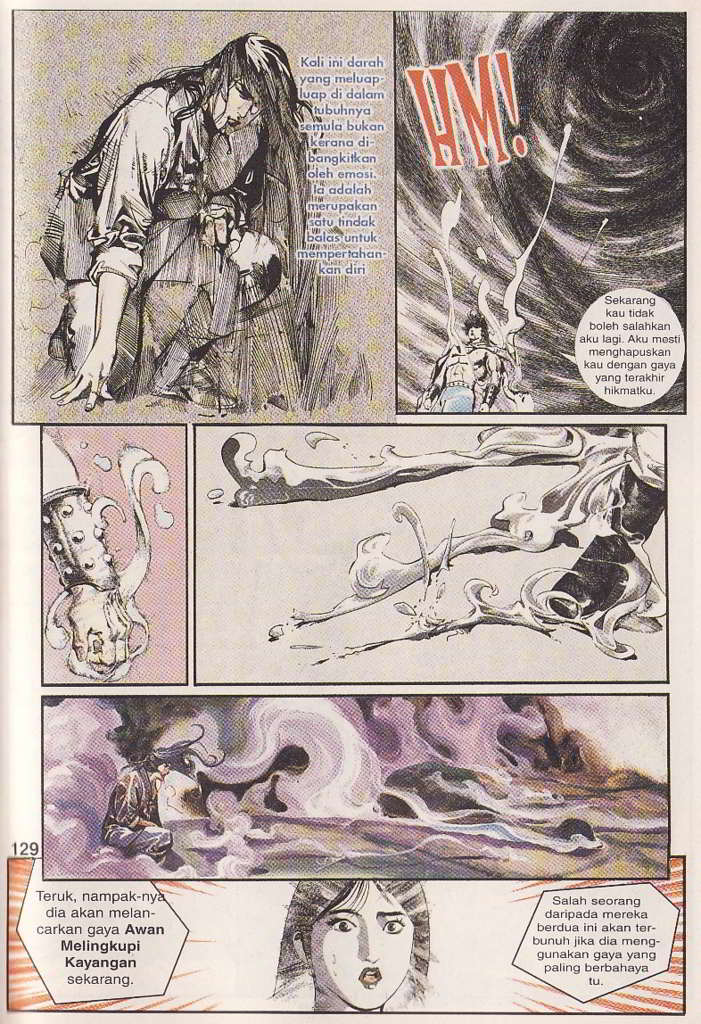 Kali ini darah
yang meluap-
luap di dalam
tubuhnya
semula bukan
kerana di-
bangkitkan
oleh emosi.
Ia adalah
merupakan
satu tindak
balas untuk
mempertahan-
kan diri
HM!
Sekarang
kau tidak
boleh salahkan
aku lagi. Aku mesti
menghapuskan
kau dengan gaya
yang terakhir
hikmatku.
129
Teruk, nampak-nya
dia akan melan-
carkan gaya Awan
Melingkupi
Kayangan
sekarang.
Salah seorang
daripada mereka
berdua ini akan ter-
bunuh jika dia meng-
gunakan gaya yang
paling berbahaya
tu.